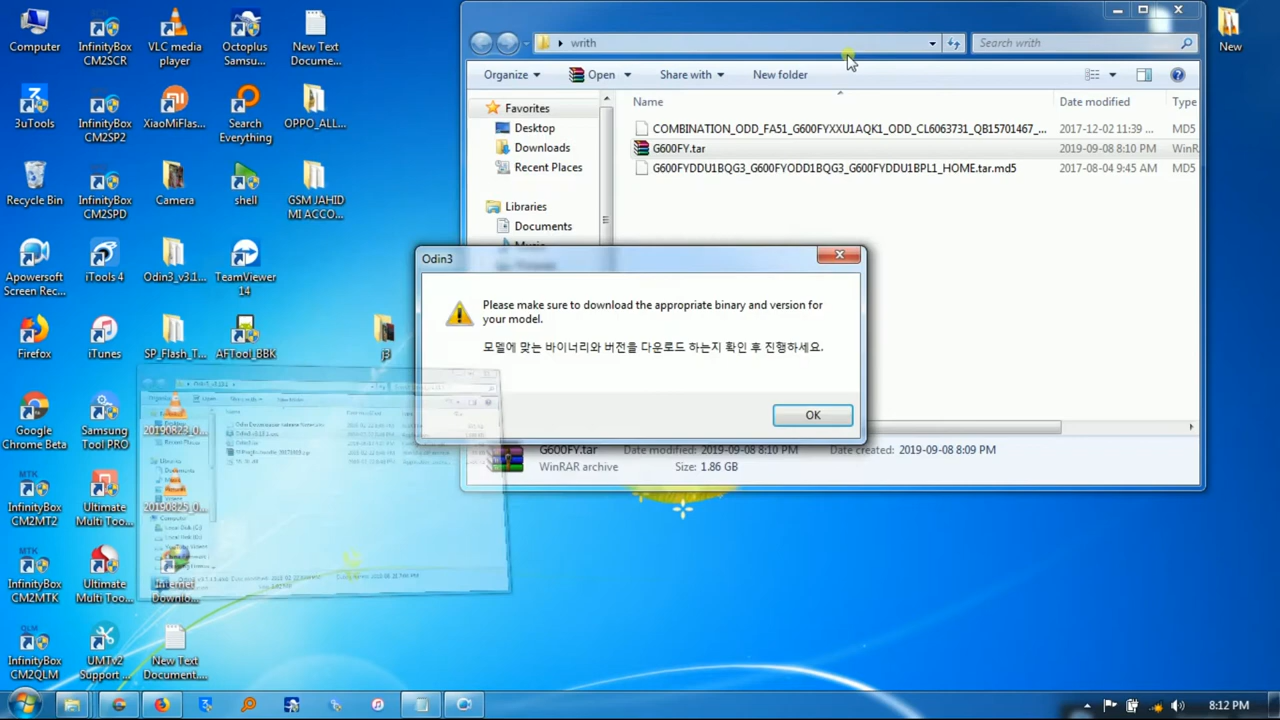 Computer
InfinityBox CM2SCR
VLC media player
Octoplus Samsu...
New Text Docume...
3uTools
InfinityBox CM2SP2
XiaoMiFlas...
Search Everything
OPPO_ALL...
Recycle Bin
InfinityBox CM2SPD
Camera
shell
GSM JAHID MI ACCO...
Apowersoft Screen Rec...
iTools 4
Odin3_v3.1...
TeamViewer 14
Firefox
iTunes
SP_Flash_T...
AFTool_BBK
j3l
Google Chrome Beta
Samsung Tool PRO
20190823_0...
InfinityBox CM2MT2
Ultimate Multi Too...
20190825_0...
InfinityBox CM2MTK
Ultimate Multi Too...
Internet Downlo...
InfinityBox CM2QLM
UMTv2 Support ...
New Text Document...
New
writh
Search writh
Organize
Open
Share with
New folder
Favorites
Desktop
Downloads
Recent Places
Libraries
Documents
Music
Name
Date modified
Type
COMBINATION_ODD_FA51_G600FYXXU1AQK1_ODD_CL6063731_QB15701467_...
2017-12-02 11:39 ...
MD5
G600FY.tar
2019-09-08 8:10 PM
WinRA
G600FYDDU1BQG3_G600FYODD1BQG3_G600FYDDU1BPL1_HOME.tar.md5
2017-08-04 9:45 AM
MD5
Odin3
Please make sure to download the appropriate binary and version for
your model.
모델에 맞는 바이너리와 버전을 다운로드 하는지 확인 후 진행하세요.
OK
G600FY.tar
Date modified: 2019-09-08 8:10 PM
Date created: 2019-09-08 8:09 PM
WinRAR archive
Size: 1.86 GB
8:12 PM